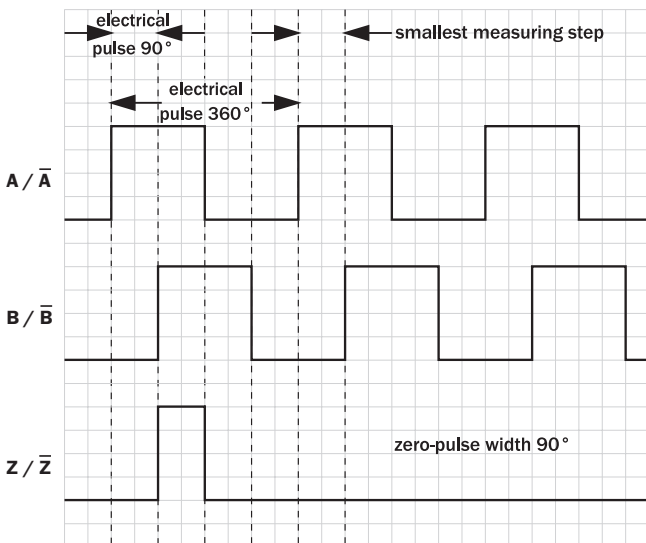 electrical
pulse 90°
smallest measuring step
electrical
pulse 360°
A / A̅
B / B̅
Z / Z̅
zero-pulse width 90°